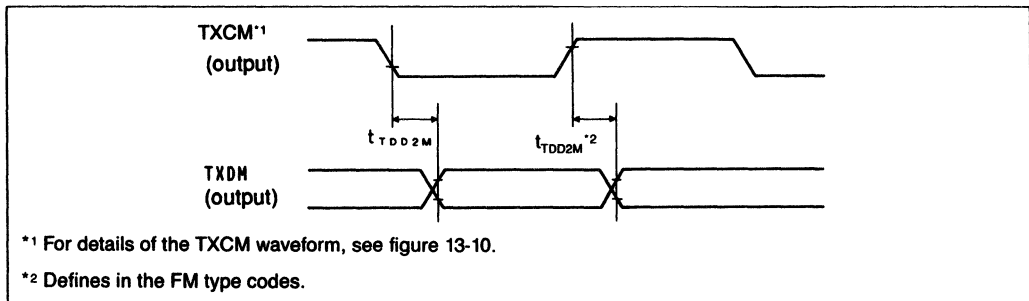 TXCM*1
(output)
tTDD2M
tTDD2M*2
TXDM
(output)
*1 For details of the TXCM waveform, see figure 13-10.
*2 Defines in the FM type codes.